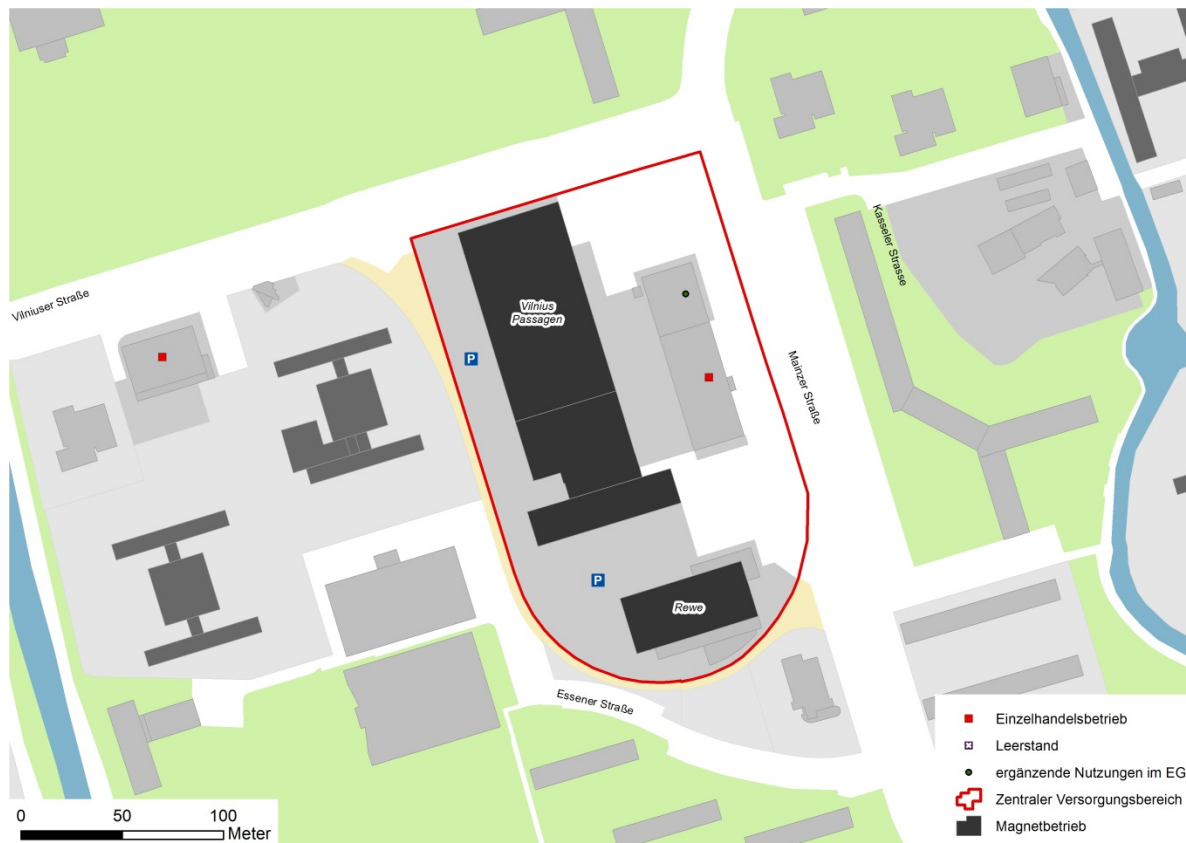 Kasseler Strasse
Vilniuser Straße
Vilnius
Passagen
P
Mainzer Straße
P
Rewe
Essener Straße
Einzelhandelsbetrieb
Leerstand
ergänzende Nutzungen im EG
Zentraler Versorgungsbereich
Magnetbetrieb
0 50 100
Meter